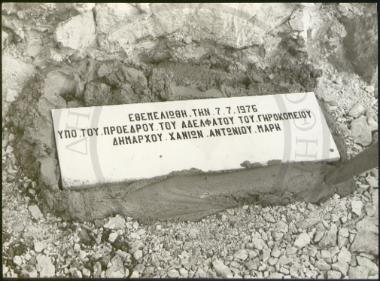 ΕΘΕΜΕΛΙΩΘΗ. ΤΗΝ 7.7.1976
ΥΠΟ ΤΟΥ. ΠΡΟΕΔΡΟΥ. ΤΟΥ ΑΔΕΛΦΑΤΟΥ ΤΟΥ. ΓΗΡΟΚΟΜΕΙΟΥ
ΔΗΜΑΡΧΟΥ. ΧΑΝΙΩΝ. ΑΝΤΩΝΙΟΥ. ΜΑΡΗ